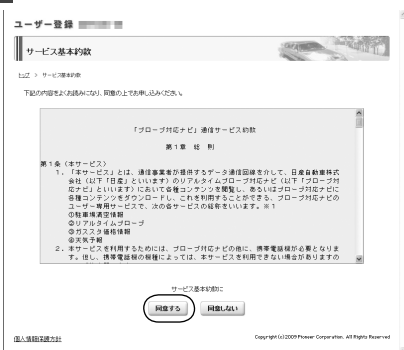 ユーザー登録
サービス基本約款
トップ > サービス基本約款
下記の内容をよくお読みになり、同意の上でお申し込みください。
「プローブ対応ナビ」通信サービス約款
第1章 総 則
第1条（本サービス）
1．「本サービス」とは、通信事業者が提供するデータ通信回線を介して、日産自動車株式
会社（以下「日産」といいます）のリアルタイムプローブ対応ナビ（以下「プローブ対
応ナビ」といいます）において各種コンテンツを閲覧し、あるいはプローブ対応ナビに
各種コンテンツをダウンロードし、これを利用することができる、プローブ対応ナビの
ユーザー専用サービスで、次の各サービスの総称をいいます。※1
①駐車場満空情報
②リアルタイムプローブ
③ガススタ価格情報
④天気予報
2．本サービスを利用するためには、プローブ対応ナビの他に、携帯電話機が必要となりま
す。但し、携帯電話機の機種によっては、本サービスを利用できない場合がありますの
サービス基本約款に
同意する 同意しない
個人情報保護方針 Copyright (c)2009 Pioneer Corporation. All Rights Reserved